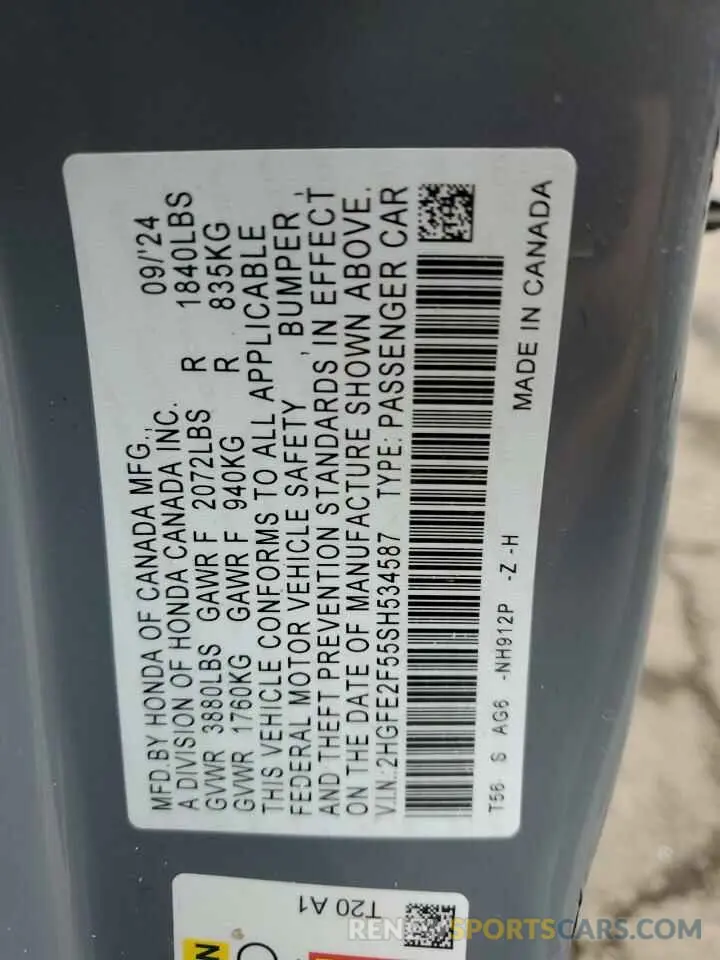 MFD.BY HONDA OF CANADA MFG., 09/'24
A DIVISION OF HONDA CANADA INC.
GVWR 3880LBS GAWR F 2072LBS R 1840LBS
GVWR 1760KG GAWR F 940KG R 835KG
THIS VEHICLE CONFORMS TO ALL APPLICABLE
FEDERAL MOTOR VEHICLE SAFETY, BUMPER,
AND THEFT PREVENTION STANDARDS IN EFFECT
ON THE DATE OF MANUFACTURE SHOWN ABOVE.
V.I.N.:2HGFE2F55SH534587 TYPE: PASSENGER CAR
T56 S AG6 -NH912P -Z -H MADE IN CANADA
T20 A1
RENOSPORTSCARS.COM